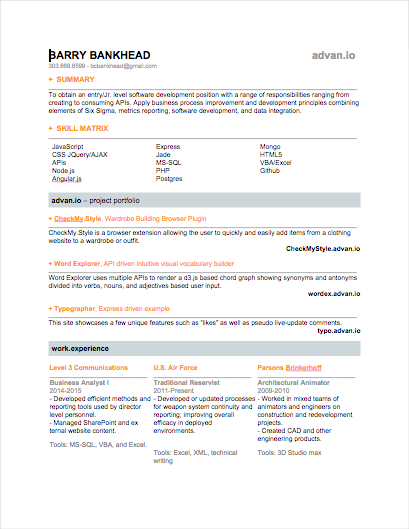 BARRY BANKHEAD advan.io
303.669.8599 - bcbankhead@gmail.com
+ SUMMARY
To obtain an entry/Jr. level software development position with a range of responsibilities ranging from
creating to consuming APIs. Apply business process improvement and development principles combining
elements of Six Sigma, metrics reporting, software development, and data integration.
+ SKILL MATRIX
JavaScript Express Mongo
CSS JQuery/AJAX Jade HTML5
APIs MS-SQL VBA/Excel
Node.js PHP Github
Angular.js Postgres
advan.io – project portfolio
+ CheckMy.Style, Wardrobe Building Browser Plugin
CheckMy.Style is a browser extension allowing the user to quickly and easily add items from a clothing
website to a wardrobe or outfit.
CheckMyStyle.advan.io
+ Word Explorer, API driven intuitive visual vocabulary builder
Word Explorer uses multiple APIs to render a d3.js based chord graph showing synonyms and antonyms
divided into verbs, nouns, and adjectives based user input.
wordex.advan.io
+ Typographer, Express driven example
This site showcases a few unique features such as "likes" as well as pseudo live-update comments.
typo.advan.io
work.experience
Level 3 Communications
Business Analyst I
2014-2015
- Developed efficient methods and
reporting tools used by director
level personnel.
- Managed SharePoint and ex
ternal website content.
Tools: MS-SQL, VBA, and Excel.
U.S. Air Force
Traditional Reservist
2011-Present
- Developed or updated processes
for weapon system continuity and
reporting; improving overall
efficacy in deployed
environments.
Tools: Excel, XML, technical
writing
Parsons Brinkerhoff
Architectural Animator
2009-2010
- Worked in mixed teams of
animators and engineers on
construction and redevelopment
projects.
- Created CAD and other
engineering products.
Tools: 3D Studio max